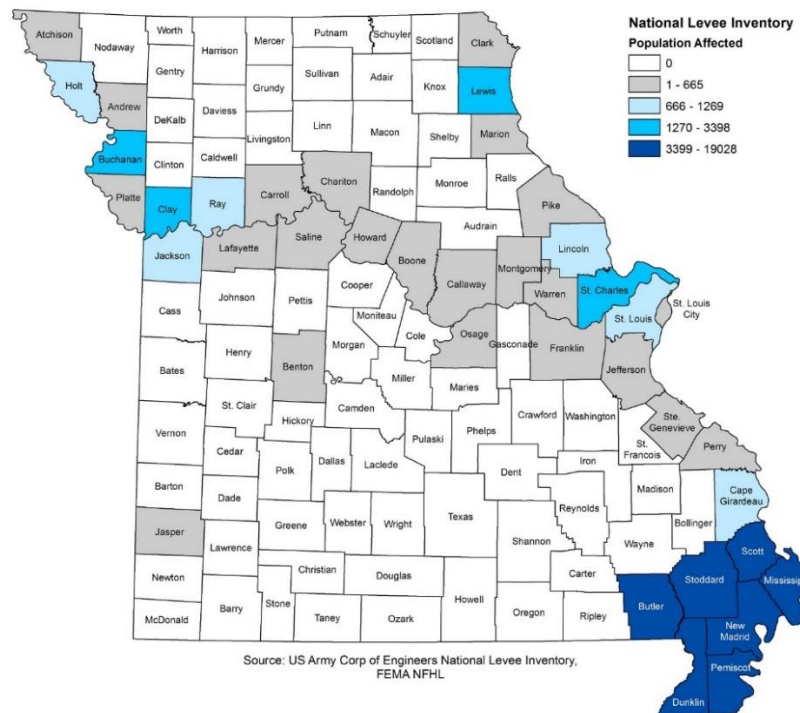 National Levee Inventory
Population Affected
0
1 - 665
666 - 1269
1270 - 3398
3399 - 19028
Atchison
Nodaway
Worth
Harrison
Mercer
Putnam
Schuyler
Scotland
Clark
Holt
Gentry
Sullivan
Adair
Knox
Lewis
Andrew
DeKalb
Daviess
Grundy
Linn
Macon
Shelby
Marion
Buchanan
Clinton
Caldwell
Livingston
Chariton
Randolph
Monroe
Ralls
Platte
Clay
Ray
Carroll
Audrain
Pike
Jackson
Lafayette
Saline
Howard
Boone
Callaway
Montgomery
Lincoln
Warren
St. Charles
St. Louis
St. Louis
City
Cass
Johnson
Pettis
Cooper
Moniteau
Cole
Osage
Gasconade
Franklin
Jefferson
Bates
Henry
Benton
Morgan
Miller
Maries
St. Clair
Hickory
Camden
Pulaski
Phelps
Crawford
Washington
St.
Francois
Ste.
Genevieve
Perry
Vernon
Cedar
Polk
Dallas
Laclede
Dent
Iron
Madison
Cape
Girardeau
Barton
Dade
Greene
Webster
Wright
Texas
Shannon
Reynolds
Wayne
Bollinger
Scott
Jasper
Lawrence
Christian
Douglas
Howell
Carter
Butler
Stoddard
Mississip
Newton
Barry
Stone
Taney
Ozark
Oregon
Ripley
New
Madrid
McDonald
Pemiscot
Dunklin
Source: US Army Corp of Engineers National Levee Inventory,
FEMA NFHL